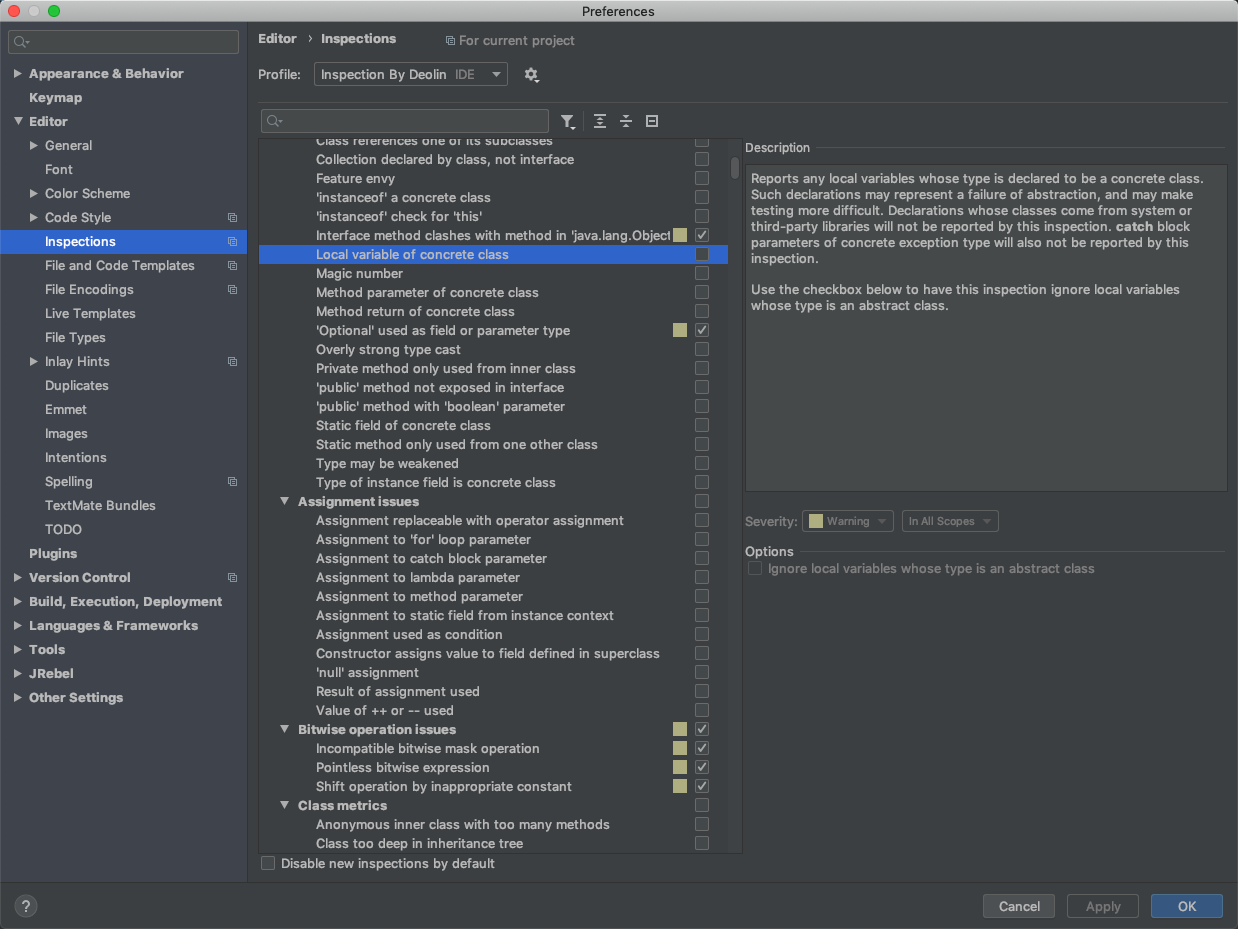 Preferences
Appearance & Behavior
Keymap
Editor
General
Font
Color Scheme
Code Style
Inspections
File and Code Templates
File Encodings
Live Templates
File Types
Inlay Hints
Duplicates
Emmet
Images
Intentions
Spelling
TextMate Bundles
TODO
Plugins
Version Control
Build, Execution, Deployment
Languages & Frameworks
Tools
JRebel
Other Settings
Editor › Inspections For current project
Profile: Inspection By Deolin IDE
Class references one of its subclasses
Collection declared by class, not interface
Feature envy
'instanceof' a concrete class
'instanceof' check for 'this'
Interface method clashes with method in 'java.lang.Object
Local variable of concrete class
Magic number
Method parameter of concrete class
Method return of concrete class
'Optional' used as field or parameter type
Overly strong type cast
Private method only used from inner class
'public' method not exposed in interface
'public' method with 'boolean' parameter
Static field of concrete class
Static method only used from one other class
Type may be weakened
Type of instance field is concrete class
Assignment issues
Assignment replaceable with operator assignment
Assignment to 'for' loop parameter
Assignment to catch block parameter
Assignment to lambda parameter
Assignment to method parameter
Assignment to static field from instance context
Assignment used as condition
Constructor assigns value to field defined in superclass
'null' assignment
Result of assignment used
Value of ++ or -- used
Bitwise operation issues
Incompatible bitwise mask operation
Pointless bitwise expression
Shift operation by inappropriate constant
Class metrics
Anonymous inner class with too many methods
Class too deep in inheritance tree
Disable new inspections by default
Description
Reports any local variables whose type is declared to be a concrete class.
Such declarations may represent a failure of abstraction, and may make
testing more difficult. Declarations whose classes come from system or
third-party libraries will not be reported by this inspection. catch block
parameters of concrete exception type will also not be reported by this
inspection.
Use the checkbox below to have this inspection ignore local variables
whose type is an abstract class.
Severity: Warning In All Scopes
Options
Ignore local variables whose type is an abstract class
? Cancel Apply OK